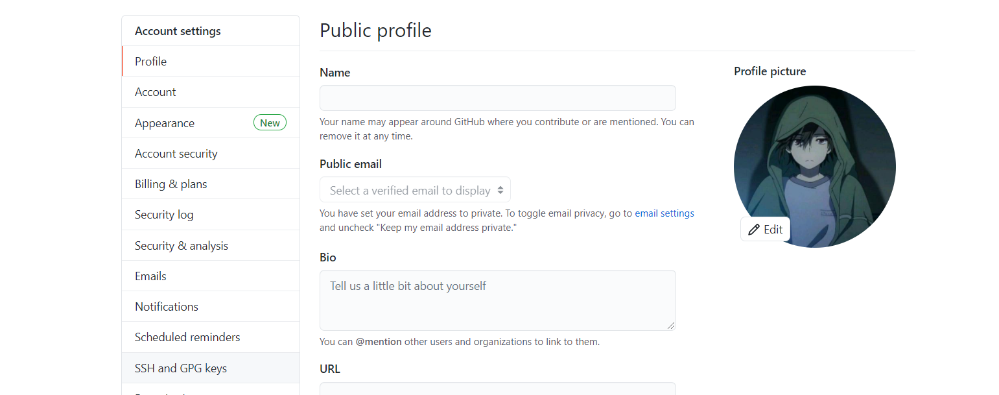 Account settings
Profile
Account
Appearance New
Account security
Billing & plans
Security log
Security & analysis
Emails
Notifications
Scheduled reminders
SSH and GPG keys
Public profile
Name
Your name may appear around GitHub where you contribute or are mentioned. You can
remove it at any time.
Public email
Select a verified email to display
You have set your email address to private. To toggle email privacy, go to email settings
and uncheck "Keep my email address private."
Bio
Tell us a little bit about yourself
You can @mention other users and organizations to link to them.
URL
Profile picture
Edit